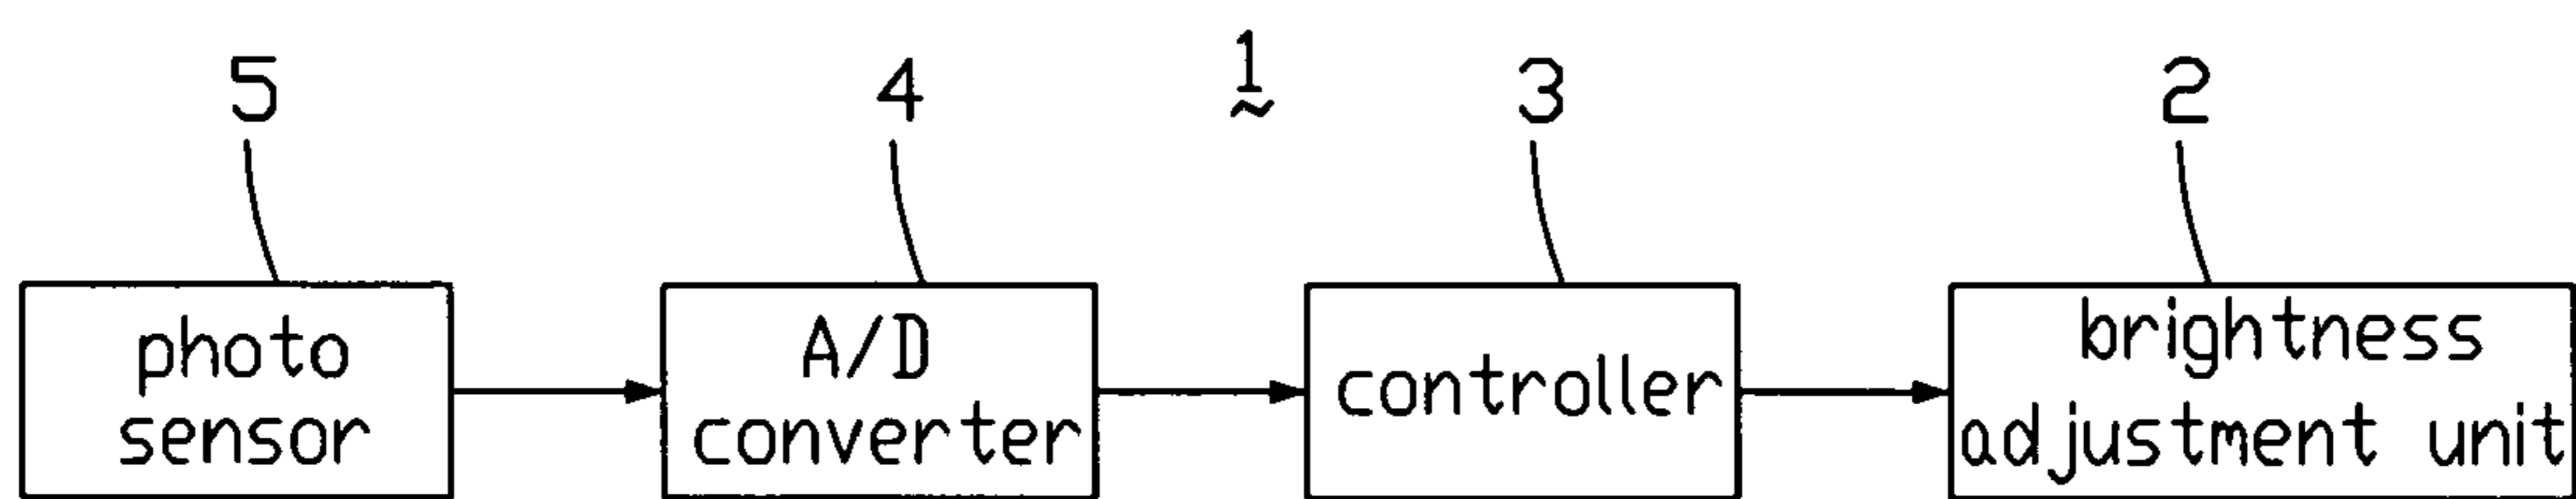 5 4 1 3 2
photo
sensor
A/D
converter
controller
brightness
adjustment unit